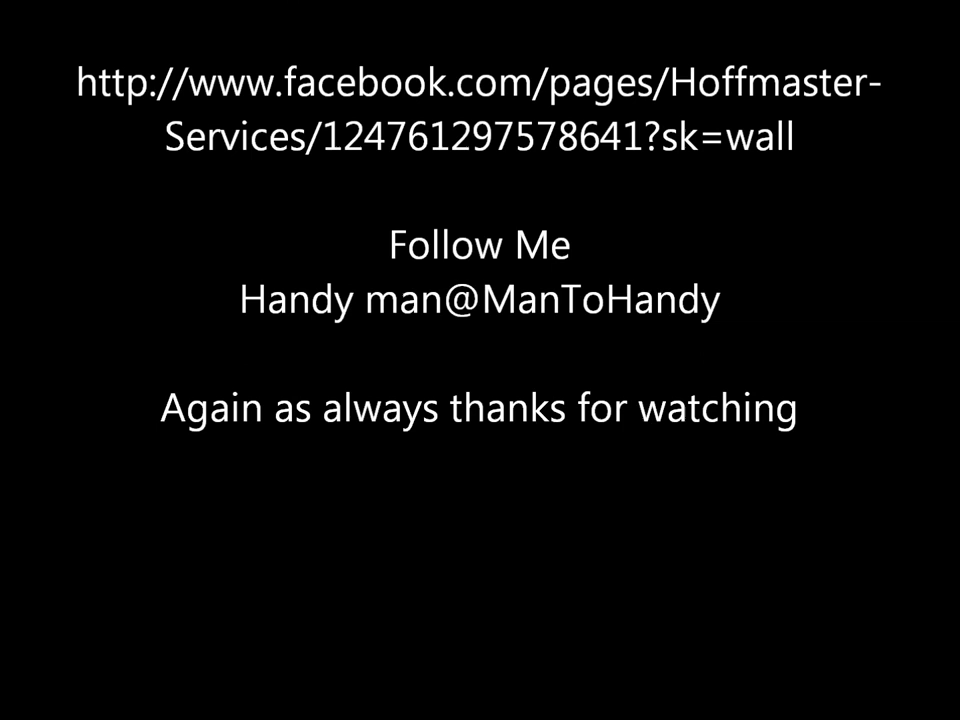 http://www.facebook.com/pages/Hoffmaster-
Services/124761297578641?sk=wall
Follow Me
Handy man@ManToHandy
Again as always thanks for watching